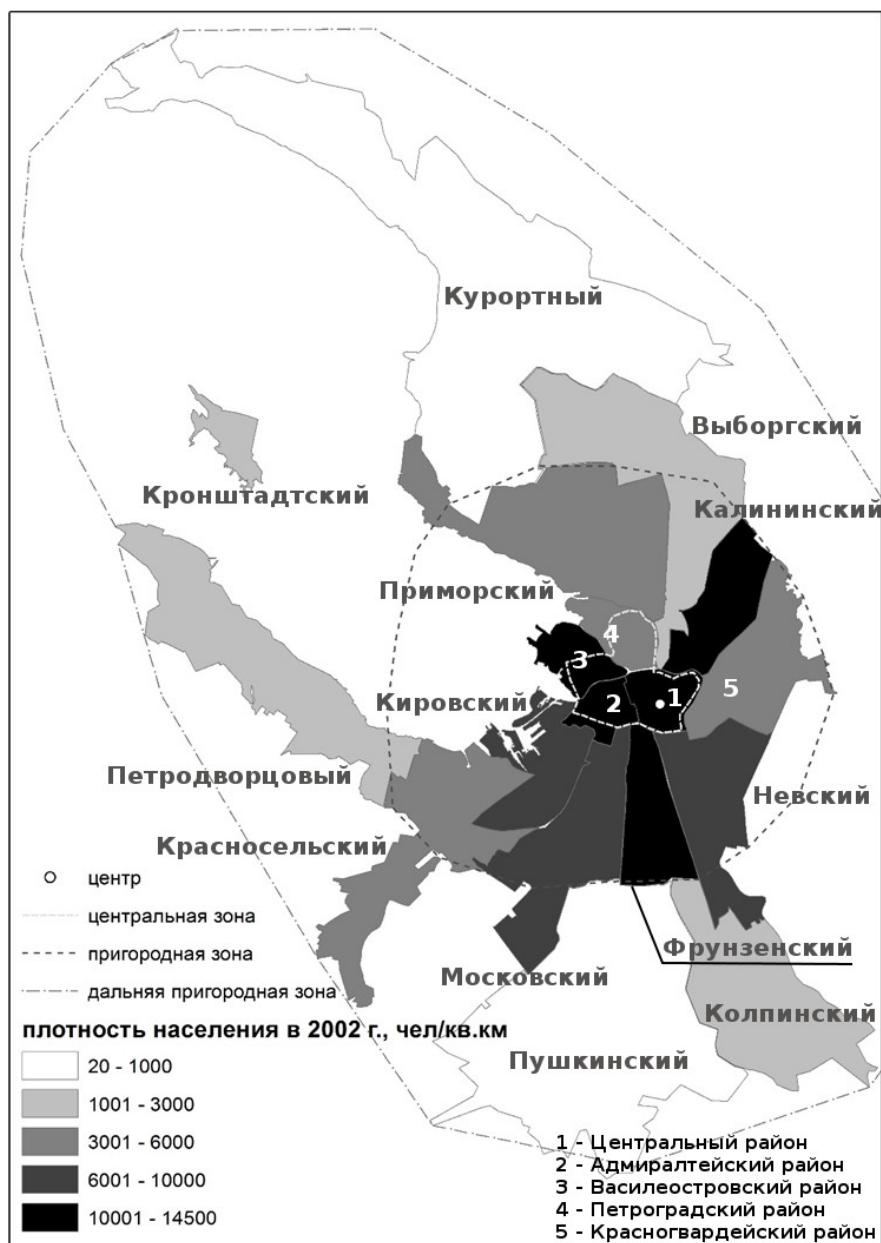 Курортный
Выборгский
Кронштадтский
Калининский
Приморский
4
3
5
1
2
Кировский
Петродворцовый
Невский
Красносельский
центр
центральная зона
пригородная зона
Фрунзенский
Московский
дальняя пригородная зона
Колпинский
плотность населения в 2002 г., чел/кв.км
Пушкинский
20 - 1000
1001 - 3000
3001 - 6000
6001 - 10000
10001 - 14500
1 - Центральный район
2 - Адмиралтейский район
3 - Василеостровский район
4 - Петроградский район
5 - Красногвардейский район